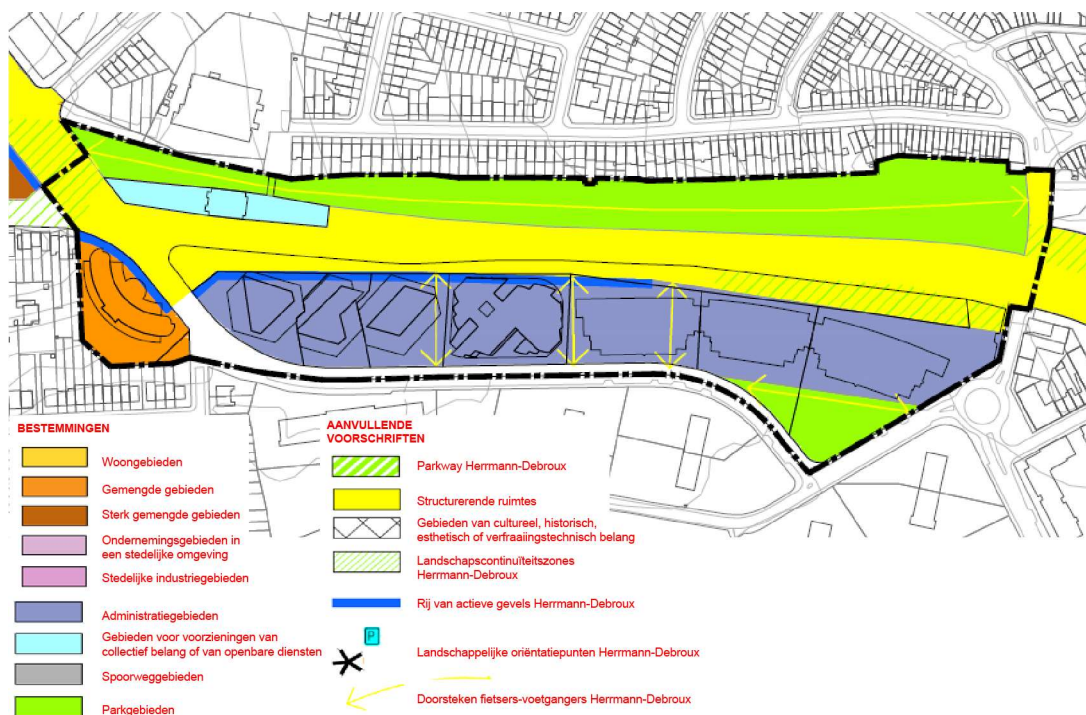 BESTEMMINGEN
Woongebieden
Gemengde gebieden
Sterk gemengde gebieden
Ondernemingsgebieden in
een stedelijke omgeving
Stedelijke industriegebieden
Administratiegebieden
Gebieden voor voorzieningen van
collectief belang of van openbare diensten
Spoorweggebieden
Parkgebieden
AANVULLENDE
VOORSCHRIFTEN
Parkway Herrmann-Debroux
Structurerende ruimtes
Gebieden van cultureel, historisch,
esthetisch of verfraaiingstechnisch belang
Landschapscontinuïteitszones
Herrmann-Debroux
Rij van actieve gevels Herrmann-Debroux
P
Landschappelijke oriëntatiepunten Herrmann-Debroux
Doorsteken fietsers-voetgangers Herrmann-Debroux